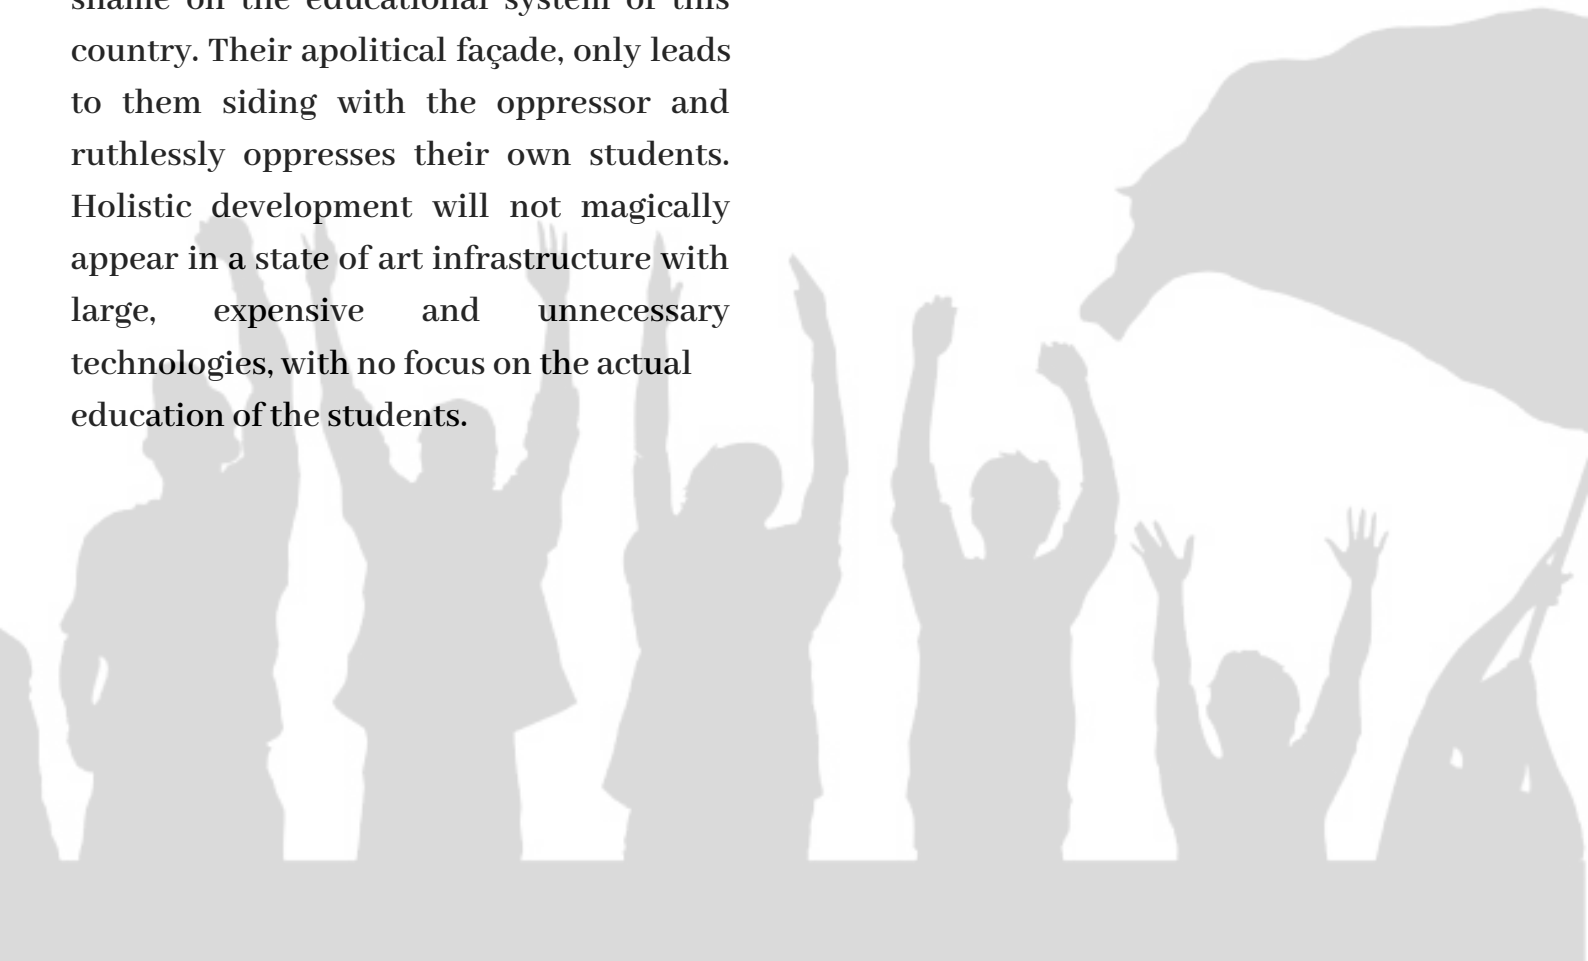 shame on the educational system of this
country. Their apolitical façade, only leads
to them siding with the oppressor and
ruthlessly oppresses their own students.
Holistic development will not magically
appear in a state of art infrastructure with
large, expensive and unnecessary
technologies, with no focus on the actual
education of the students.